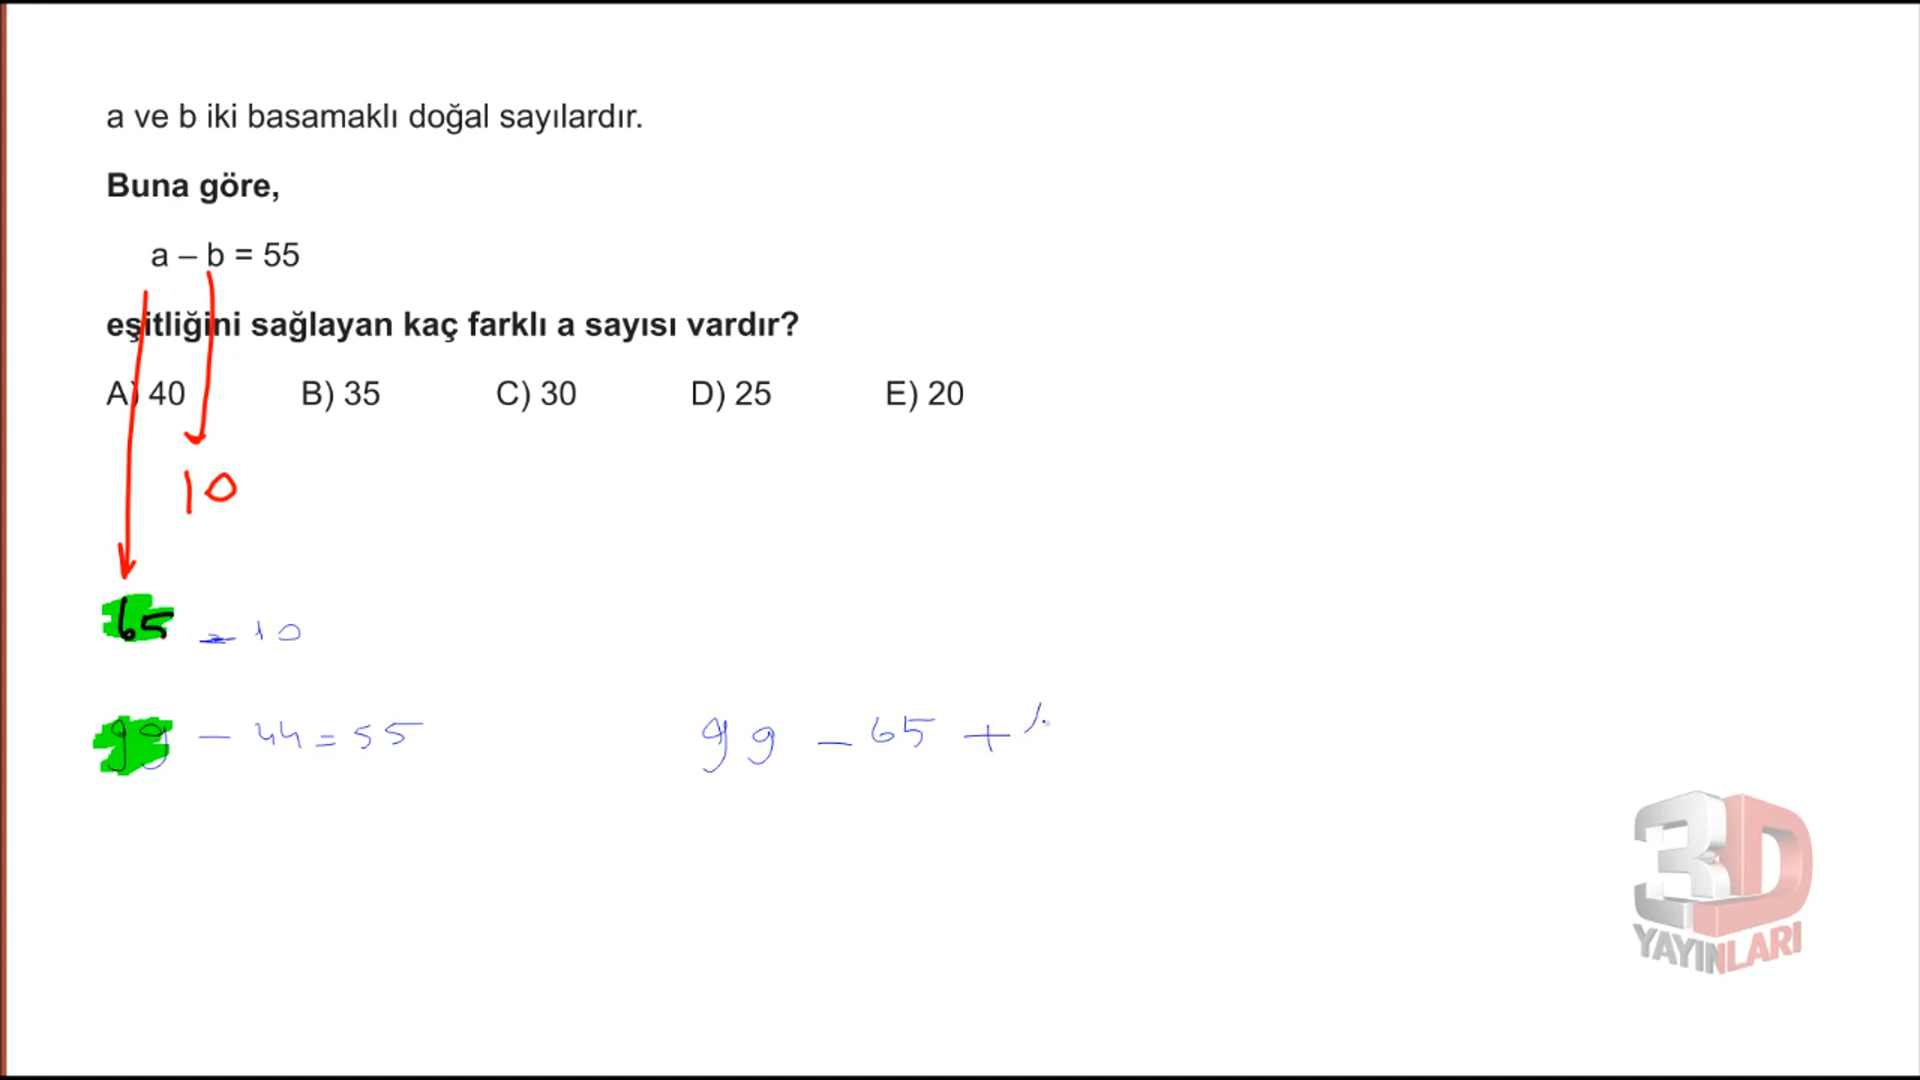 a ve b iki basamaklı doğal sayılardır.
Buna göre,
a – b = 55
eşitliğini sağlayan kaç farklı a sayısı vardır?
A) 40 B) 35 C) 30 D) 25 E) 20
10
65 - 10
99 - 44 = 55 99 - 65 + 1
3D
YAYINLARI